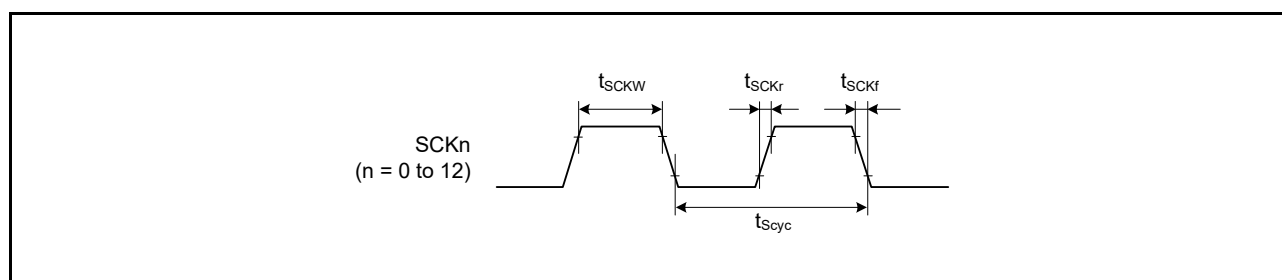 tSCKW
tSCKr
tSCKf
SCKn
(n = 0 to 12)
tScyc